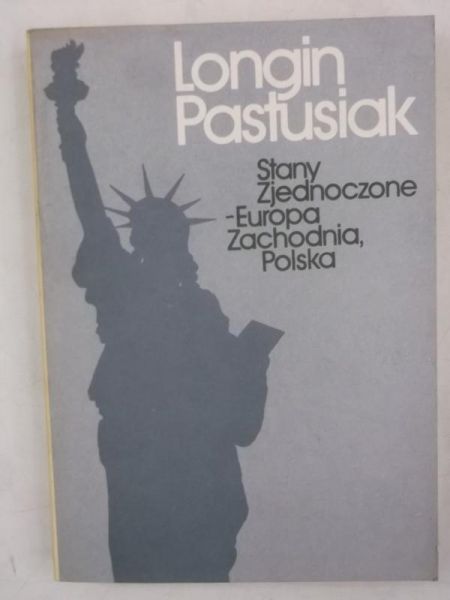 Longin
Pastusiak
Stany
Zjednoczone
-Europa
Zachodnia,
Polska